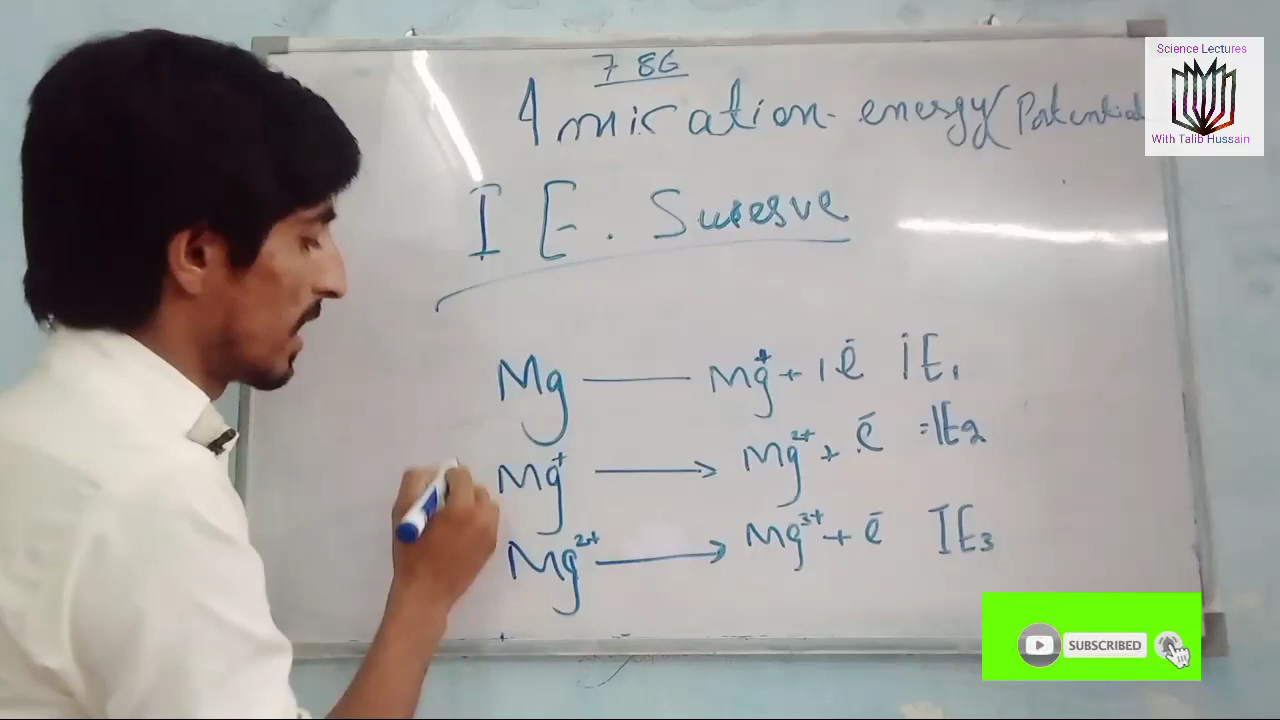 786
Ionization energy (Potential
I E. Sucesve
Mg —— Mg⁺ + 1 ē IE₁
Mg⁺ ⟶ Mg²⁺ + ē =IE₂
Mg²⁺ ⟶ Mg³⁺ + ē IE₃
Science Lectures
With Talib Hussain
SUBSCRIBED